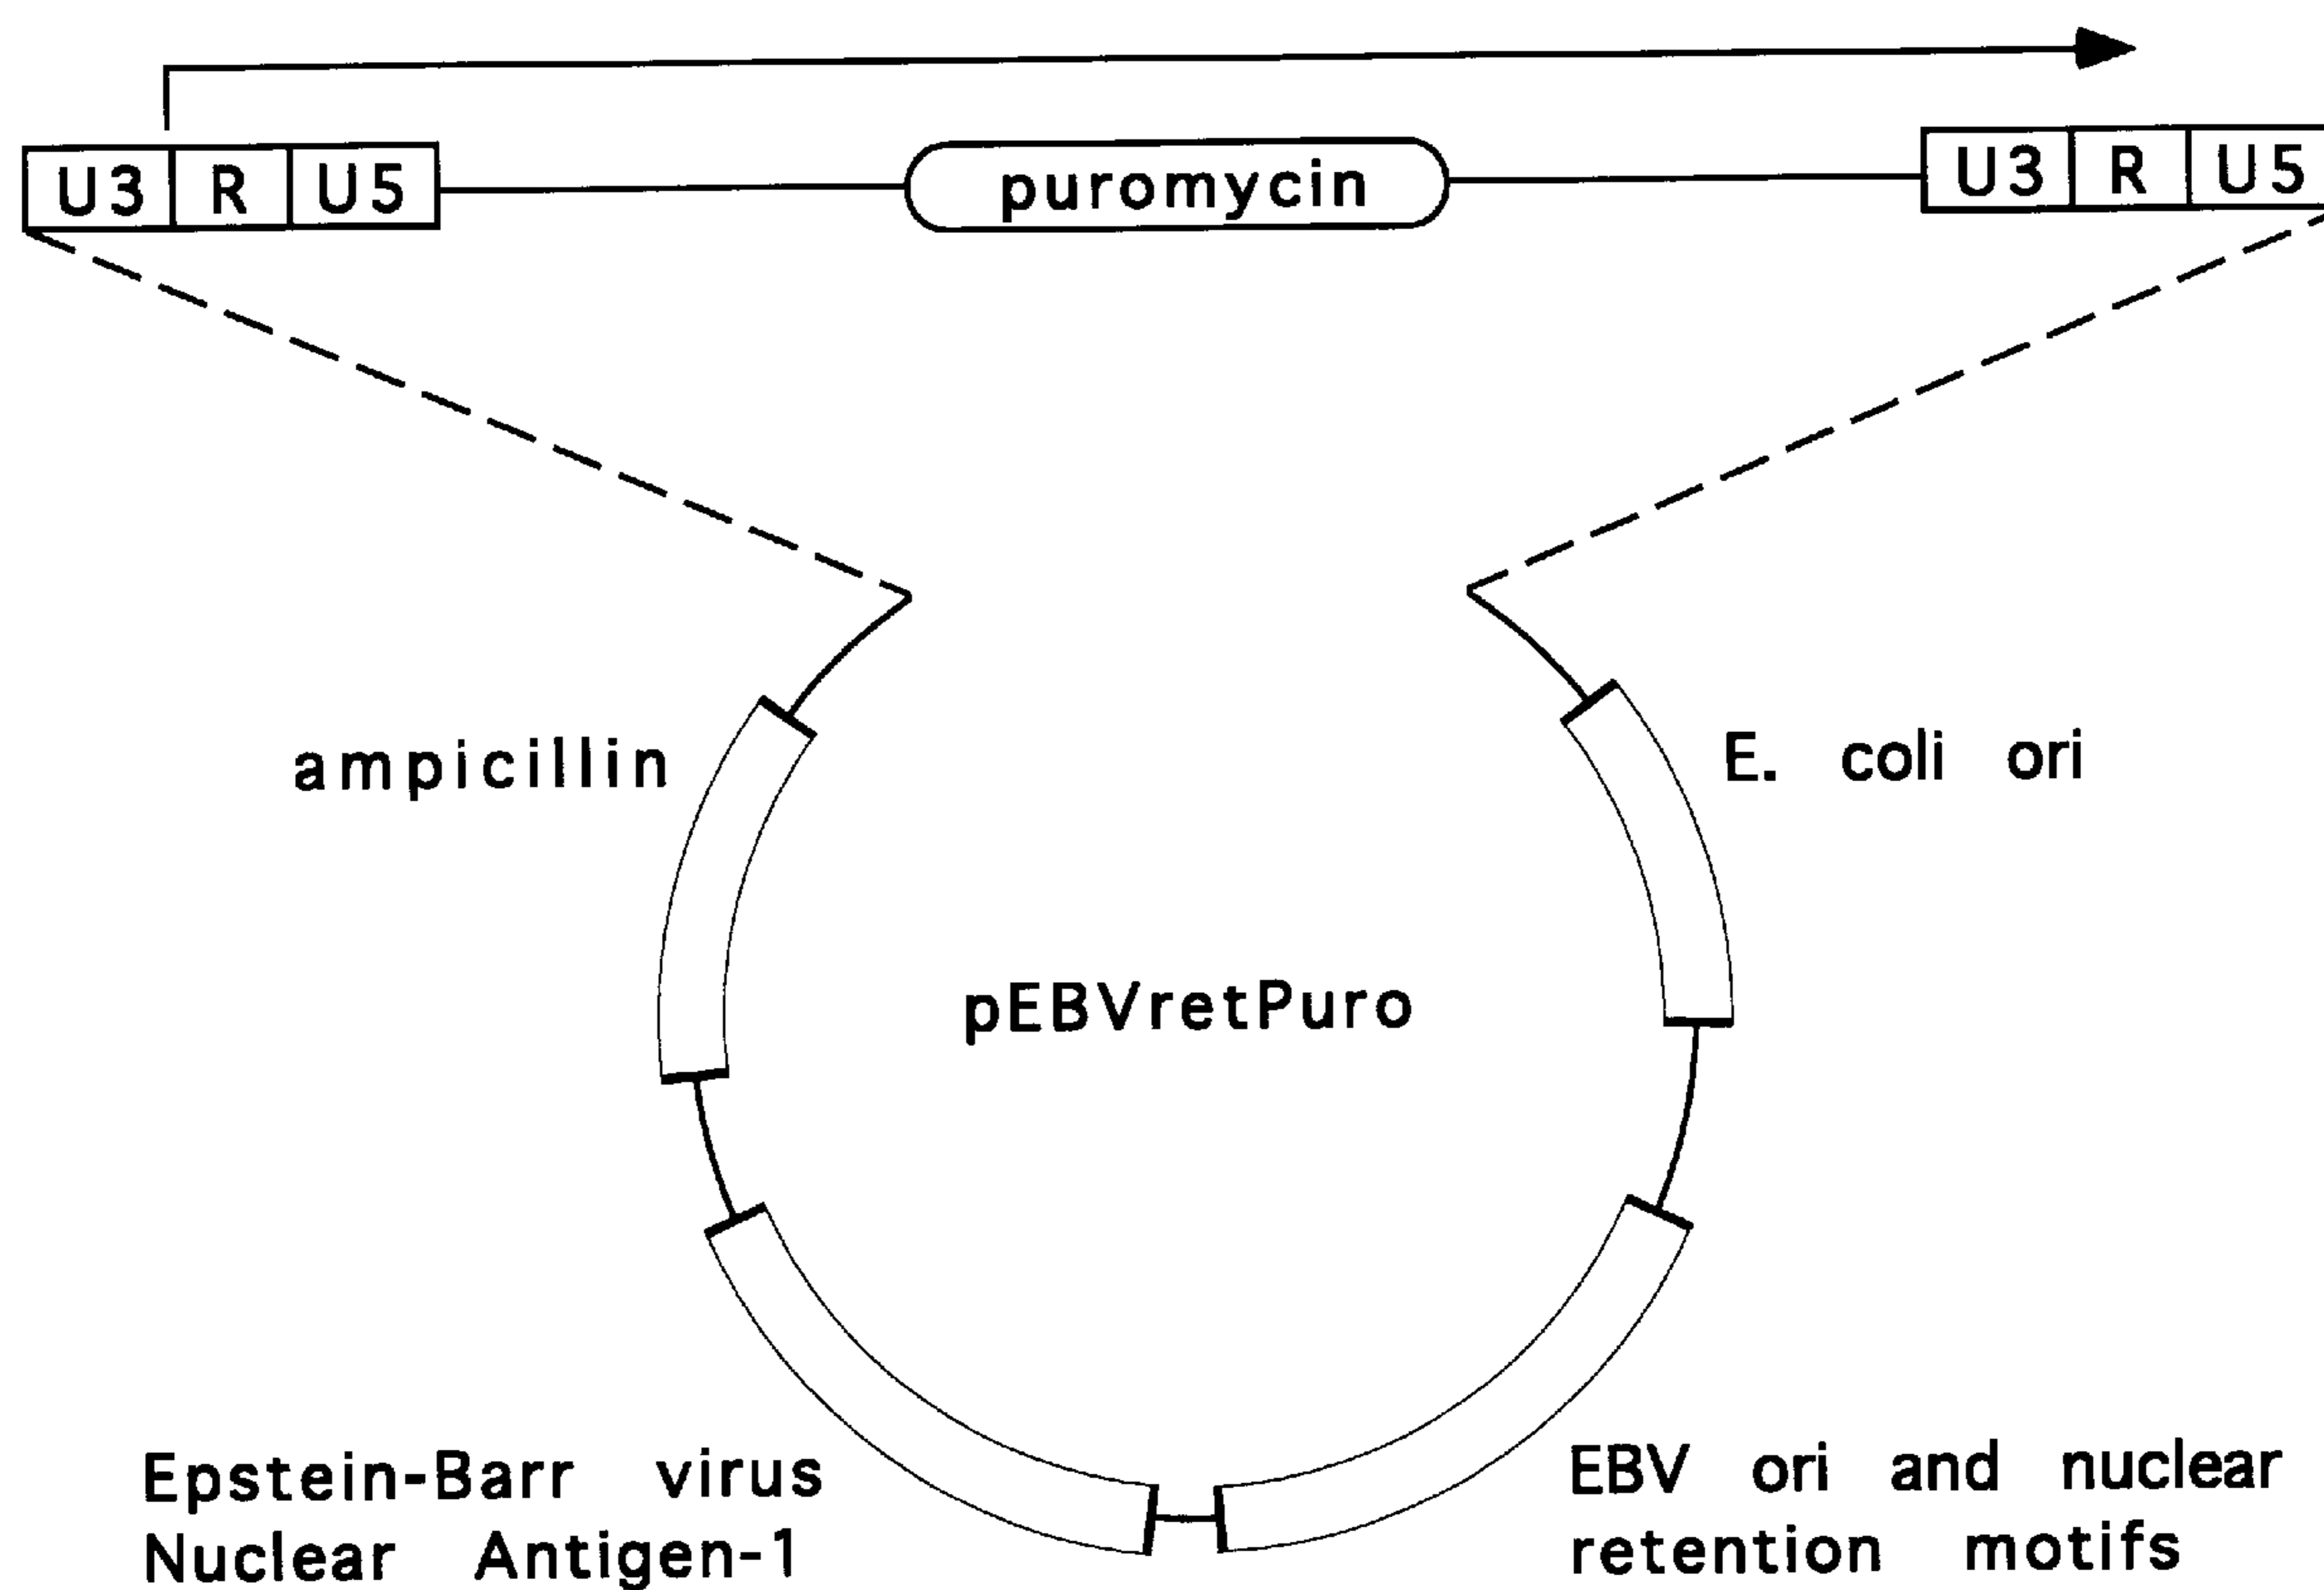 U3 R U5 puromycin U3 R U5
ampicillin
E. coli ori
pEBVretPuro
Epstein-Barr virus
Nuclear Antigen-1
EBV ori and nuclear
retention motifs